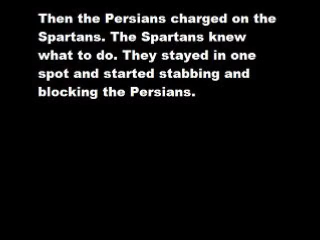 Then the Persians charged on the
Spartans. The Spartans knew
what to do. They stayed in one
spot and started stabbing and
blocking the Persians.